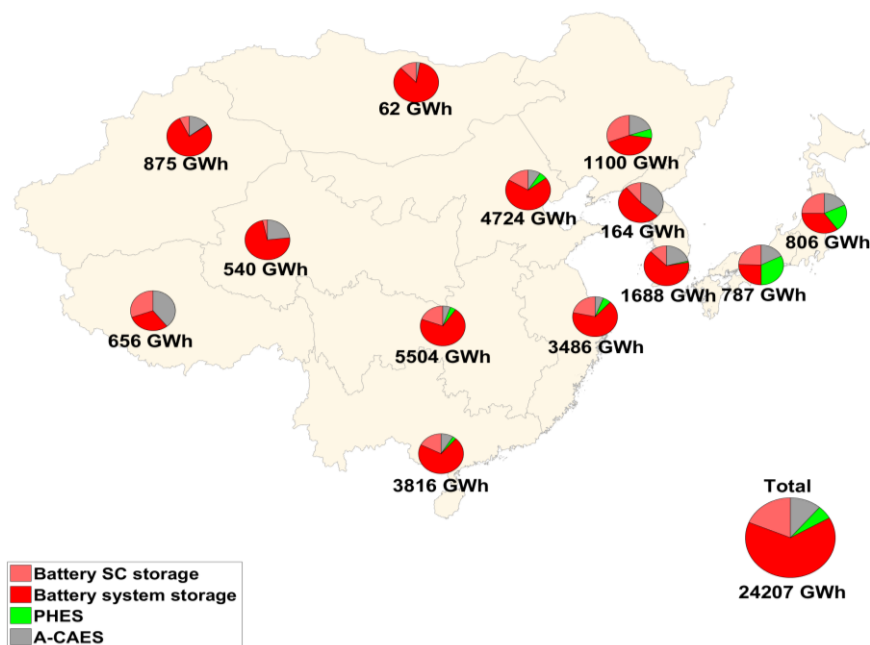 62 GWh
875 GWh
1100 GWh
4724 GWh
164 GWh
806 GWh
540 GWh
1688 GWh
787 GWh
656 GWh
5504 GWh
3486 GWh
3816 GWh
Total
24207 GWh
Battery SC storage
Battery system storage
PHES
A-CAES